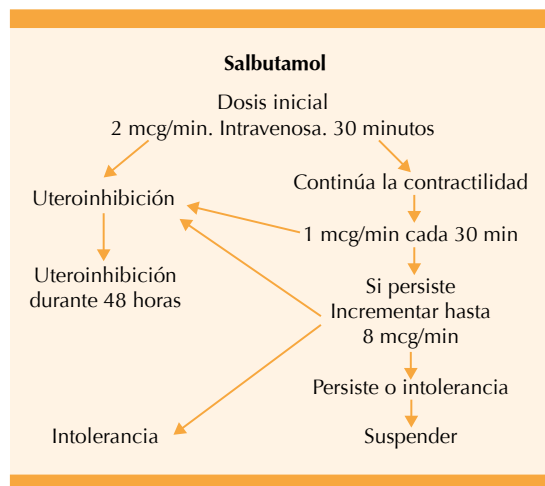 Salbutamol
Dosis inicial
2 mcg/min. Intravenosa. 30 minutos
Uteroinhibición
Continúa la contractilidad
1 mcg/min cada 30 min
Uteroinhibición
durante 48 horas
Si persiste
Incrementar hasta
8 mcg/min
Persiste o intolerancia
Intolerancia
Suspender